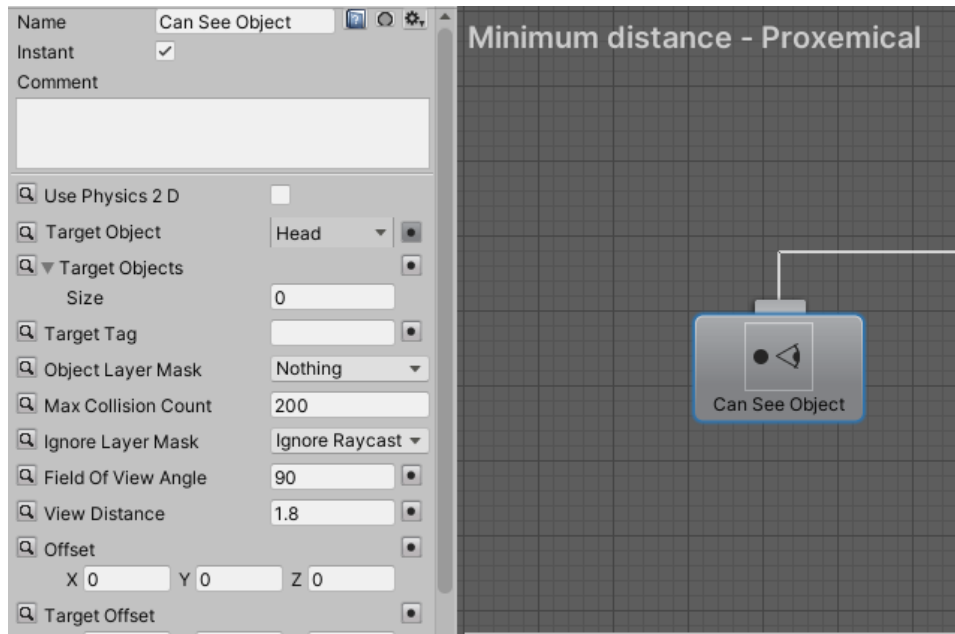 Name Can See Object
Instant
Comment
Use Physics 2 D
Target Object Head
Target Objects
Size 0
Target Tag
Object Layer Mask Nothing
Max Collision Count 200
Ignore Layer Mask Ignore Raycast
Field Of View Angle 90
View Distance 1.8
Offset
X 0 Y 0 Z 0
Target Offset
Minimum distance - Proxemical
Can See Object